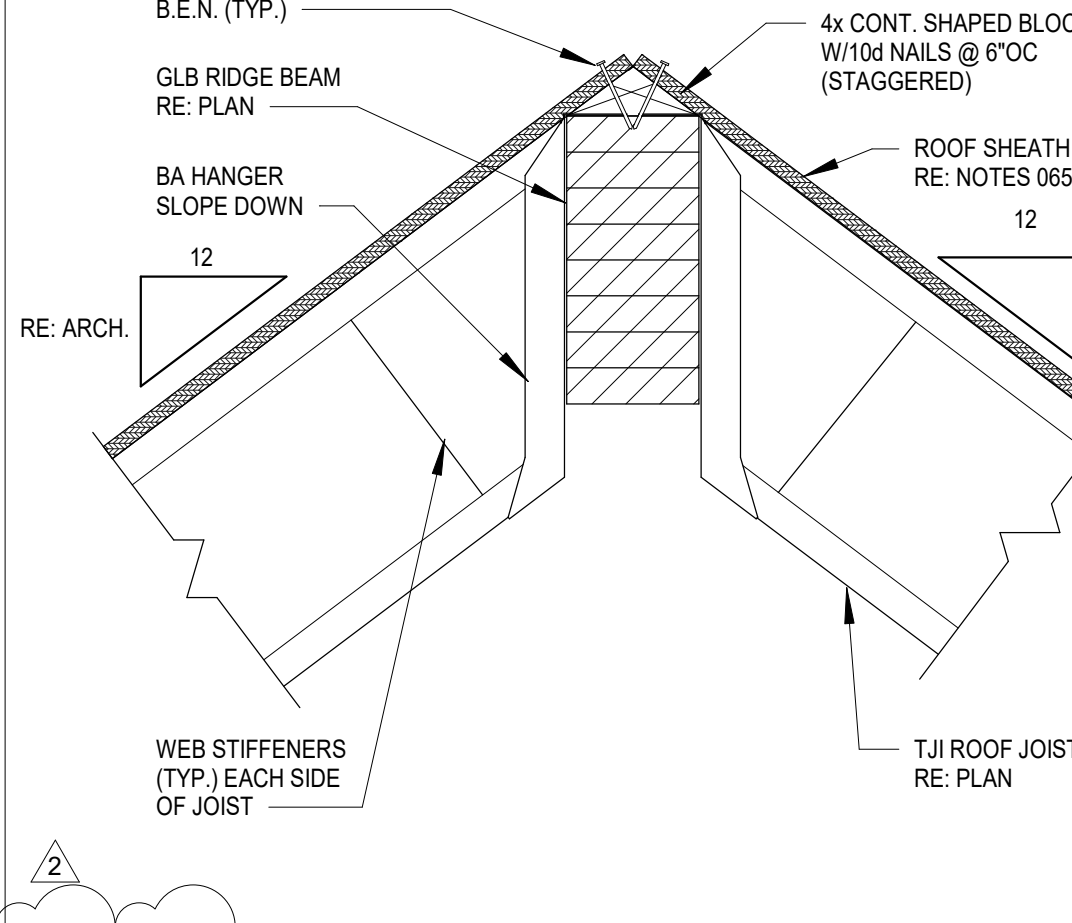 B.E.N. (TYP.)
4x CONT. SHAPED BLOC
W/10d NAILS @ 6"OC
(STAGGERED)
GLB RIDGE BEAM
RE: PLAN
ROOF SHEATH
RE: NOTES 065
BA HANGER
SLOPE DOWN
12
12
RE: ARCH.
WEB STIFFENERS
(TYP.) EACH SIDE
OF JOIST
TJI ROOF JOIST
RE: PLAN
2